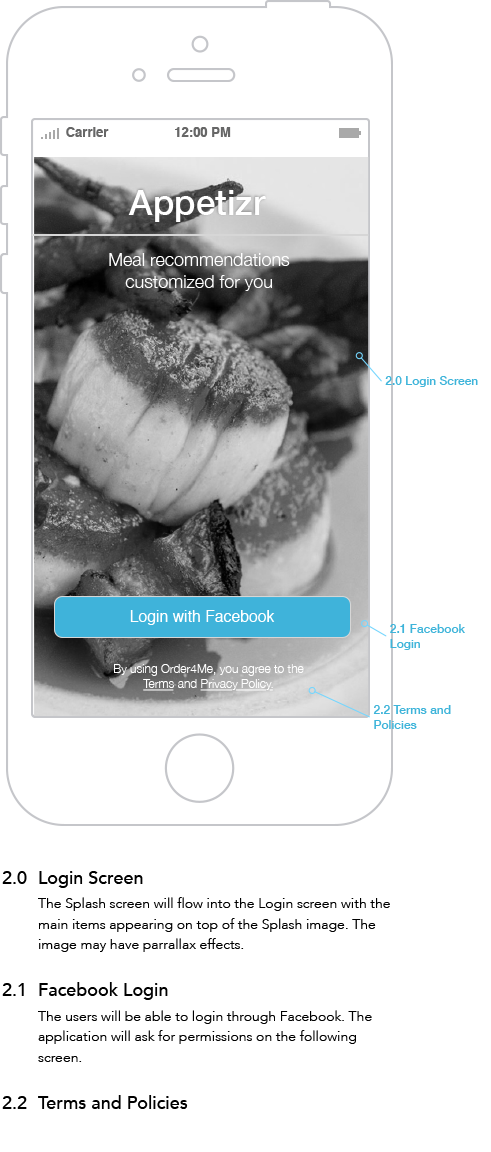 Carrier 12:00 PM
Appetizr
Meal recommendations
customized for you
2.0 Login Screen
Login with Facebook
2.1 Facebook
Login
By using Order4Me, you agree to the
Terms and Privacy Policy.
2.2 Terms and
Policies
2.0 Login Screen
The Splash screen will flow into the Login screen with the
main items appearing on top of the Splash image. The
image may have parrallax effects.
2.1 Facebook Login
The users will be able to login through Facebook. The
application will ask for permissions on the following
screen.
2.2 Terms and Policies